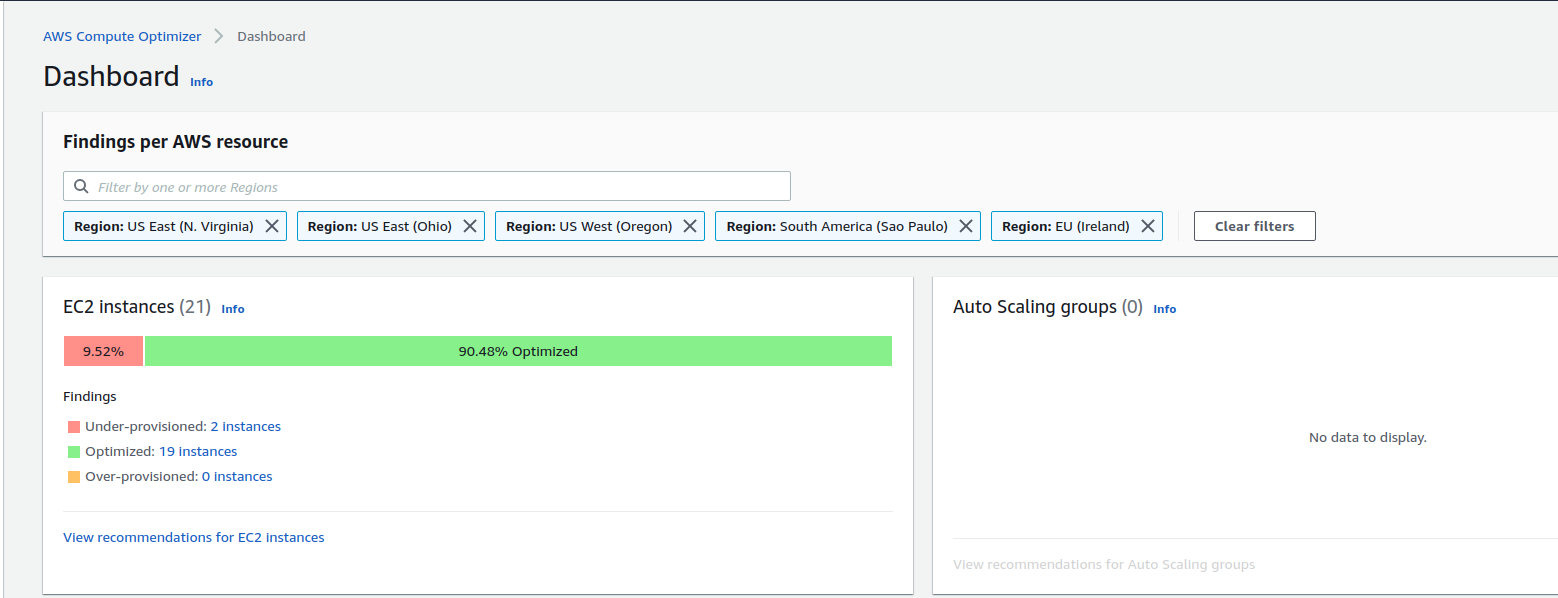 AWS Compute Optimizer > Dashboard
Dashboard Info
Findings per AWS resource
Filter by one or more Regions
Region: US East (N. Virginia) Region: US East (Ohio) Region: US West (Oregon) Region: South America (Sao Paulo) Region: EU (Ireland) Clear filters
EC2 instances (21) Info
9.52% 90.48% Optimized
Findings
Under-provisioned: 2 instances
Optimized: 19 instances
Over-provisioned: 0 instances
View recommendations for EC2 instances
Auto Scaling groups (0) Info
No data to display.
View recommendations for Auto Scaling groups